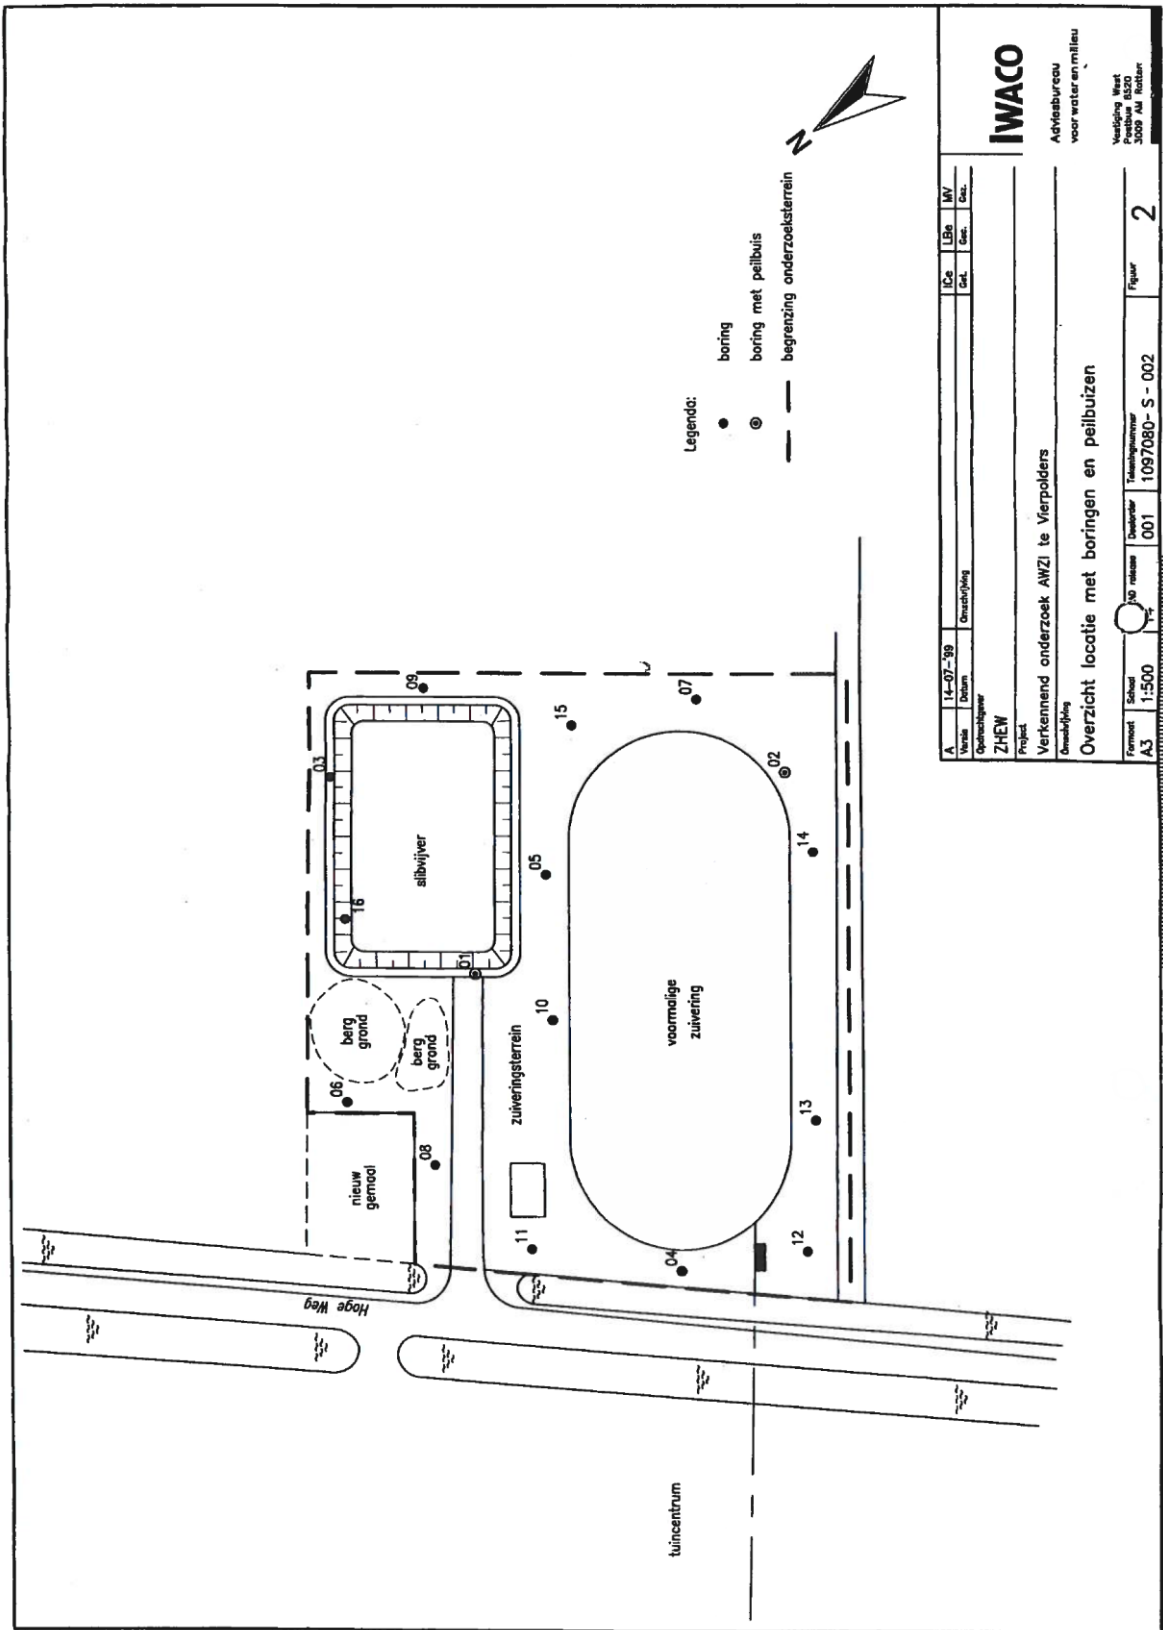 Hoge Weg
tuincentrum
nieuw
gemaal
berg
grond
berg
grond
slibvijver
zuiveringsterrein
voormalige
zuivering
01
02
03
04
05
06
07
08
09
10
11
12
13
14
15
16
N
Legenda:
boring
boring met peilbuis
begrenzing onderzoeksterrein
A 14-07-'99 ICe LBe MV
Versie Datum Omschrijving Get. Gec. Gez.
Opdrachtgever
ZHEW
Project
Verkennend onderzoek AWZI te Vierpolders
Omschrijving
Overzicht locatie met boringen en peilbuizen
Formaat Schaal release Deelorder Tekeningnummer Figuur
A3 1:500 001 1097080- S - 002 2
IWACO
Adviesbureau
voor water en milieu
Vestiging West
Postbus 8520
3009 AM Rotter